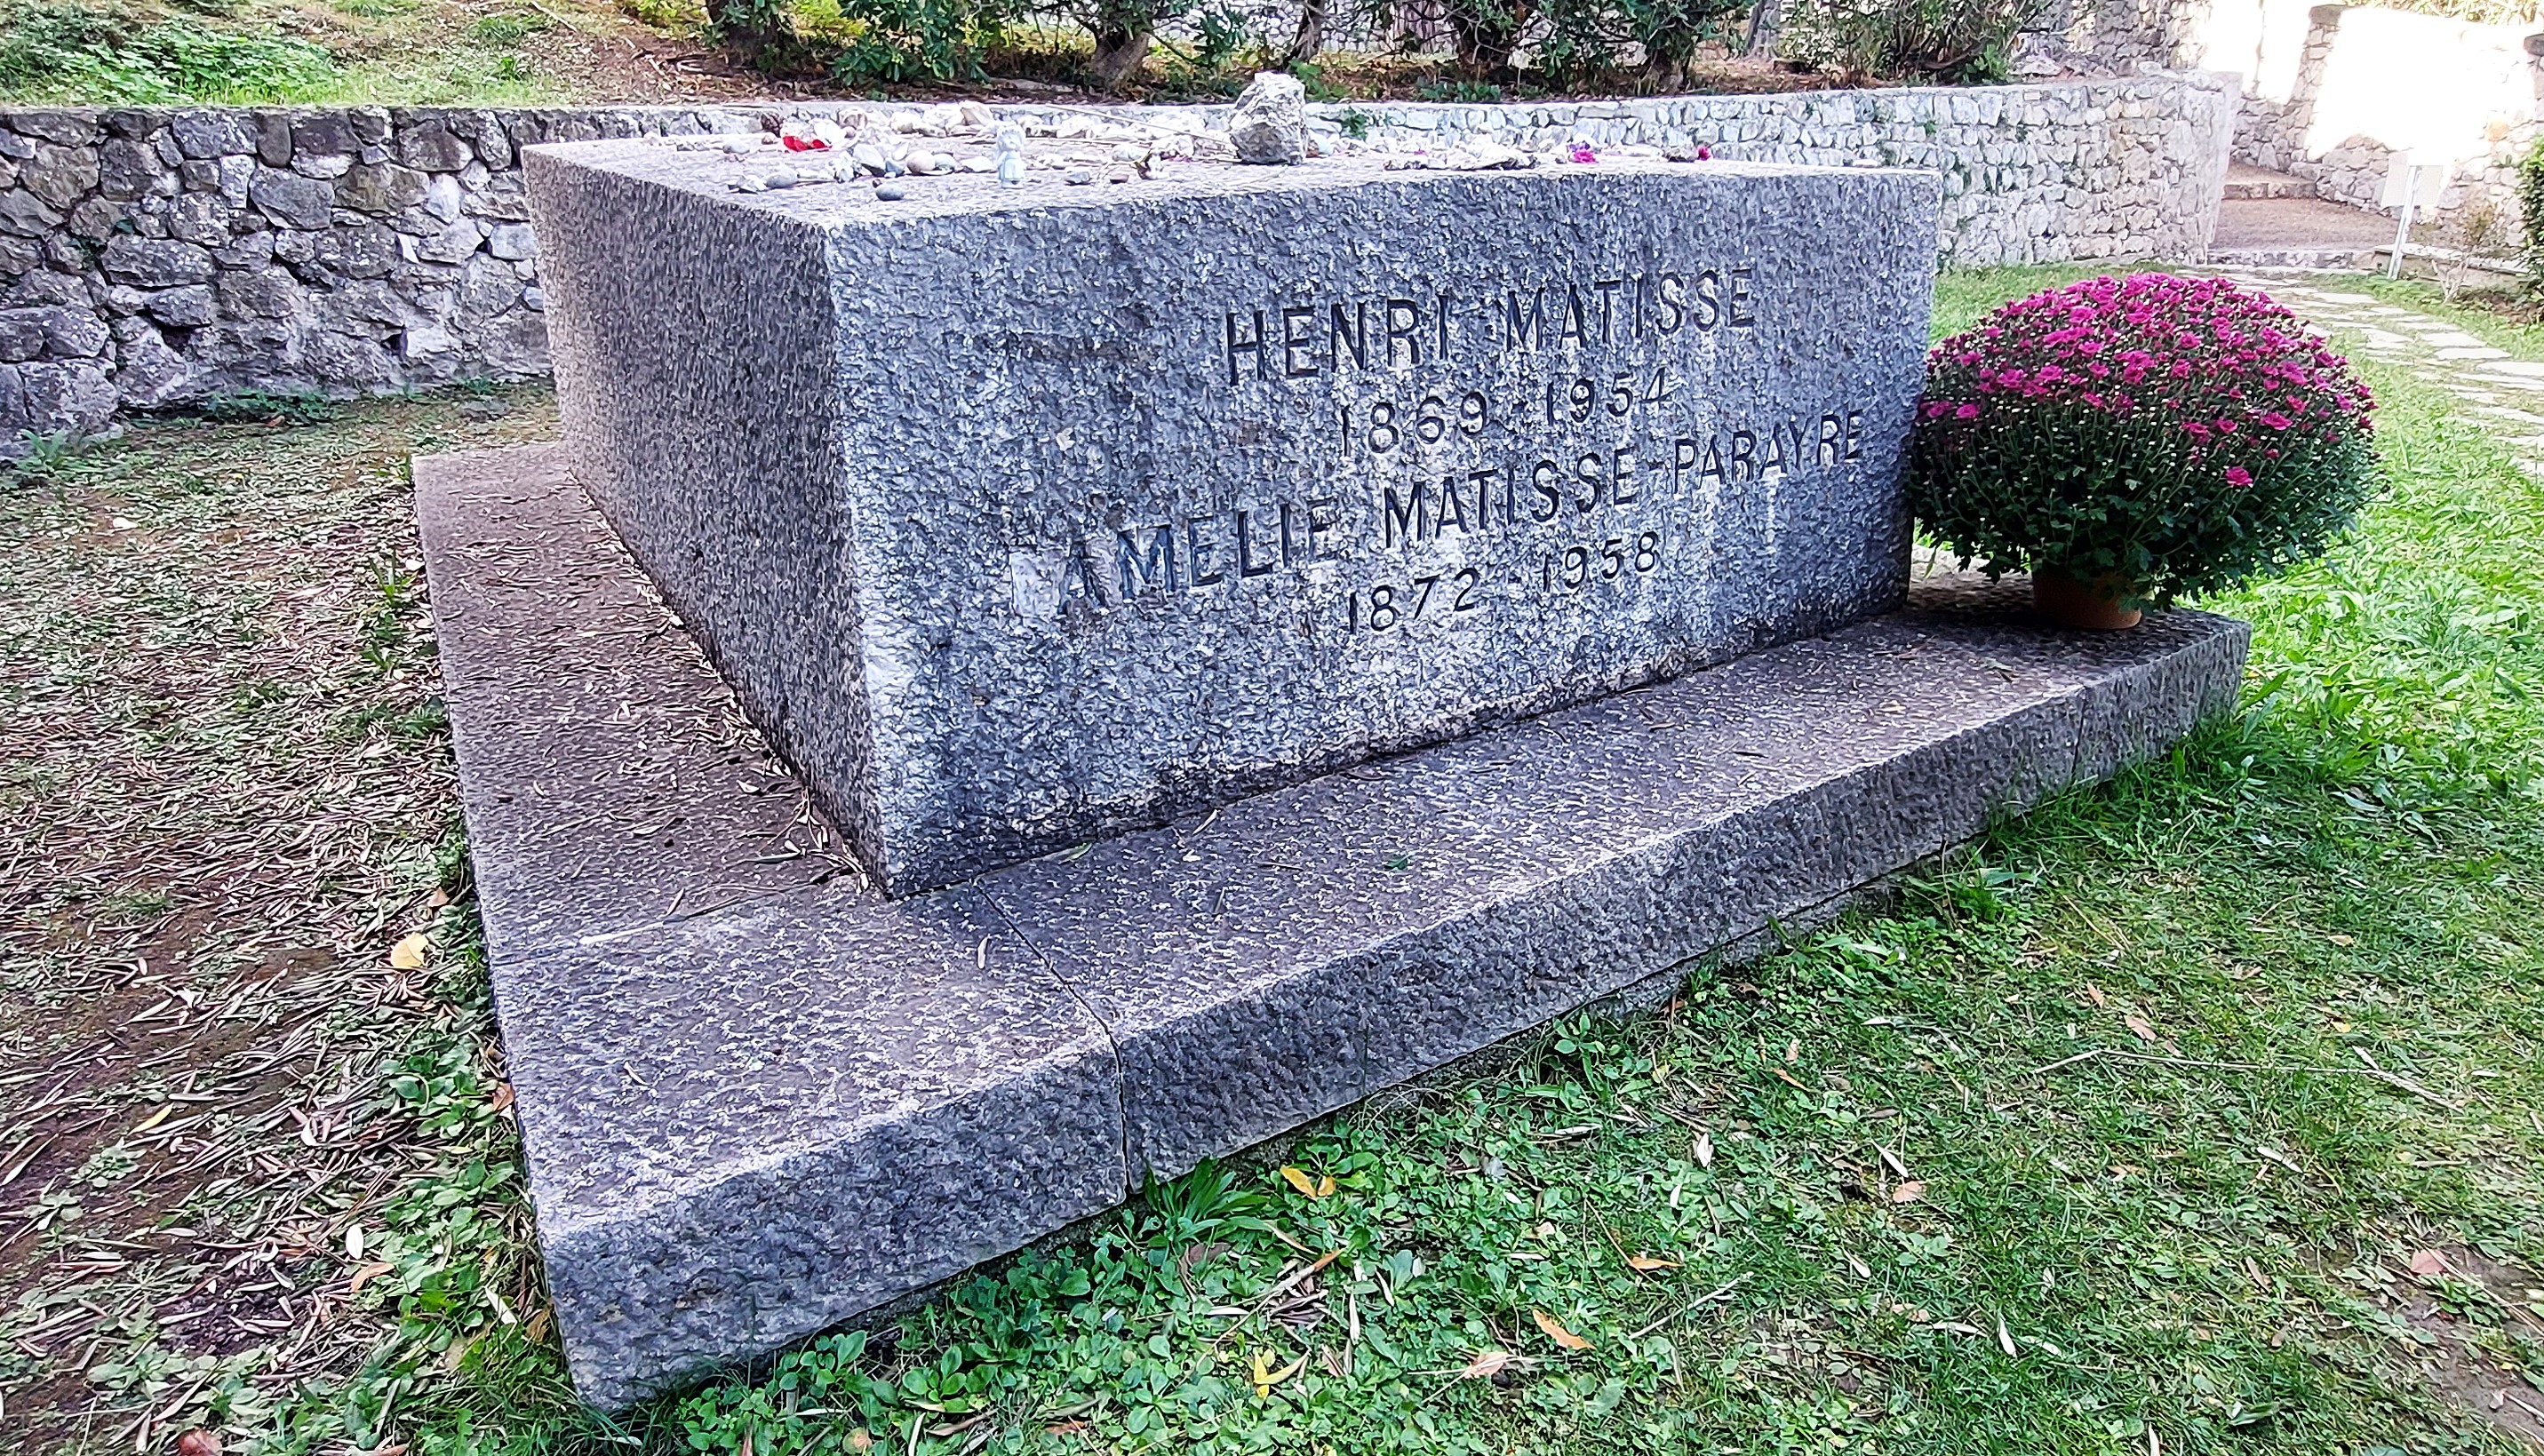 HENRI MATISSE
1869-1954
AMELIE MATISSE-PARAYRE
1872-1958